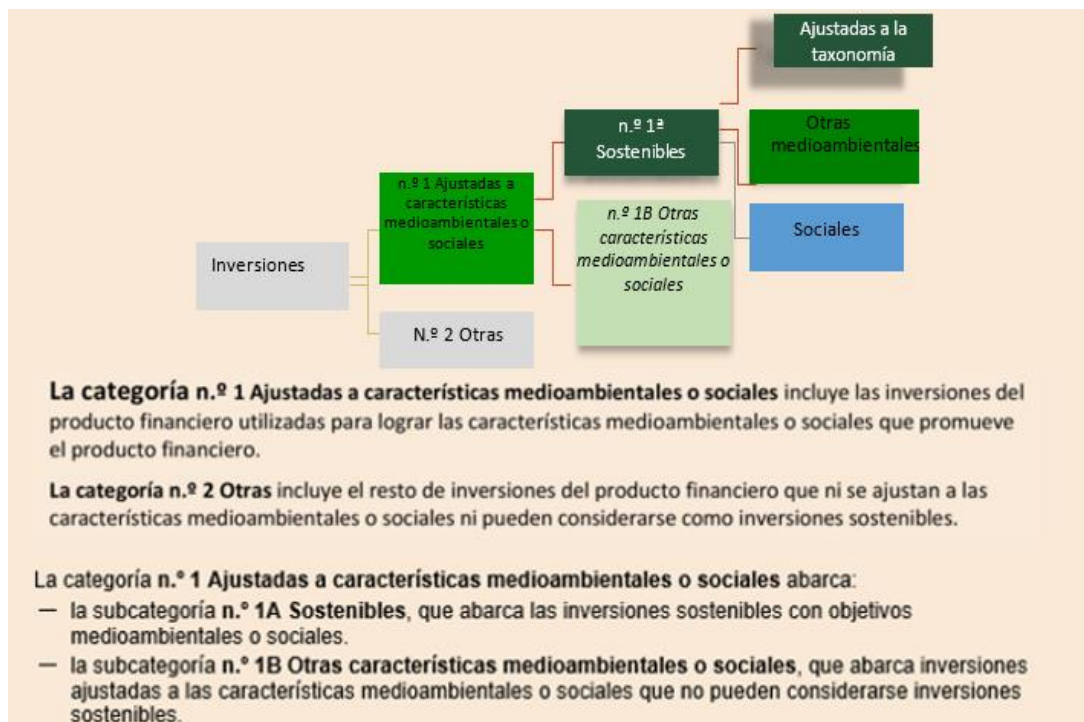 Ajustadas a la
taxonomía
n.º 1ª
Sostenibles
Otras
medioambientales
n.º 1 Ajustadas a
características
medioambientales o
sociales
n.º 1B Otras
características
medioambientales o
sociales
Sociales
Inversiones
N.º 2 Otras
La categoría n.º 1 Ajustadas a características medioambientales o sociales incluye las inversiones del
producto financiero utilizadas para lograr las características medioambientales o sociales que promueve
el producto financiero.
La categoría n.º 2 Otras incluye el resto de inversiones del producto financiero que ni se ajustan a las
características medioambientales o sociales ni pueden considerarse como inversiones sostenibles.
La categoría n.º 1 Ajustadas a características medioambientales o sociales abarca:
— la subcategoría n.º 1A Sostenibles, que abarca las inversiones sostenibles con objetivos
medioambientales o sociales.
— la subcategoría n.º 1B Otras características medioambientales o sociales, que abarca inversiones
ajustadas a las características medioambientales o sociales que no pueden considerarse inversiones
sostenibles.